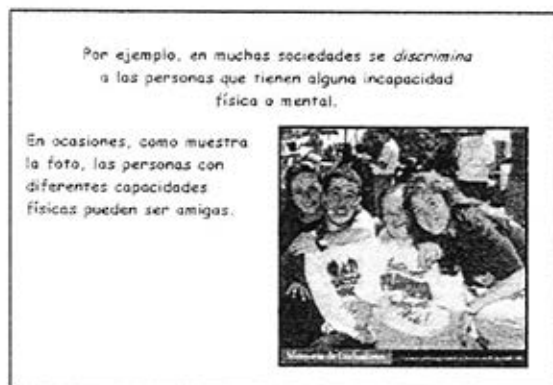 Por ejemplo, en muchas sociedades se discrimina
a las personas que tienen alguna incapacidad
física o mental.
En ocasiones, como muestra
la foto, las personas con
diferentes capacidades
físicas pueden ser amigas.